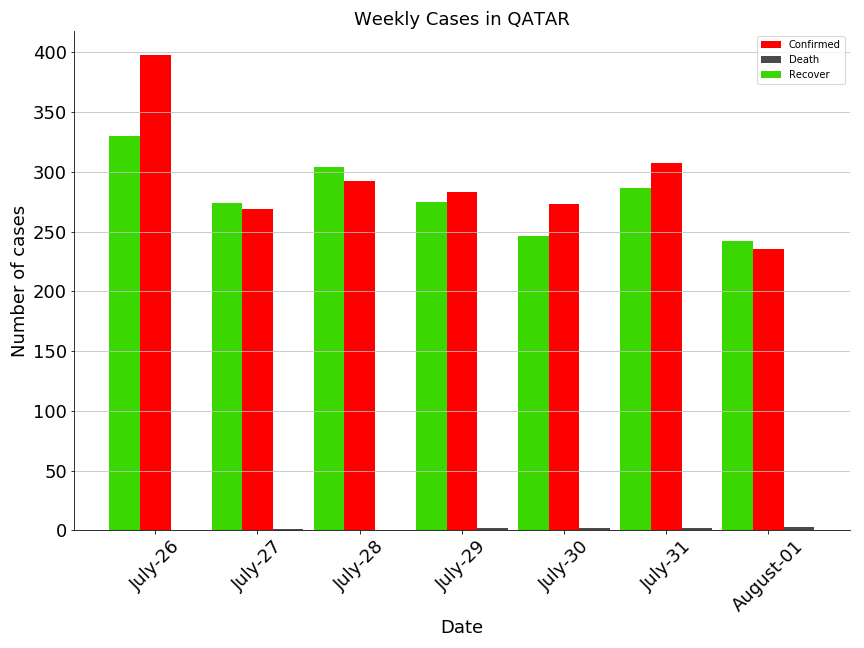 Weekly Cases in QATAR
Confirmed
Death
Recover
Number of cases
400
350
300
250
200
150
100
50
0
July-26
July-27
July-28
July-29
July-30
July-31
August-01
Date